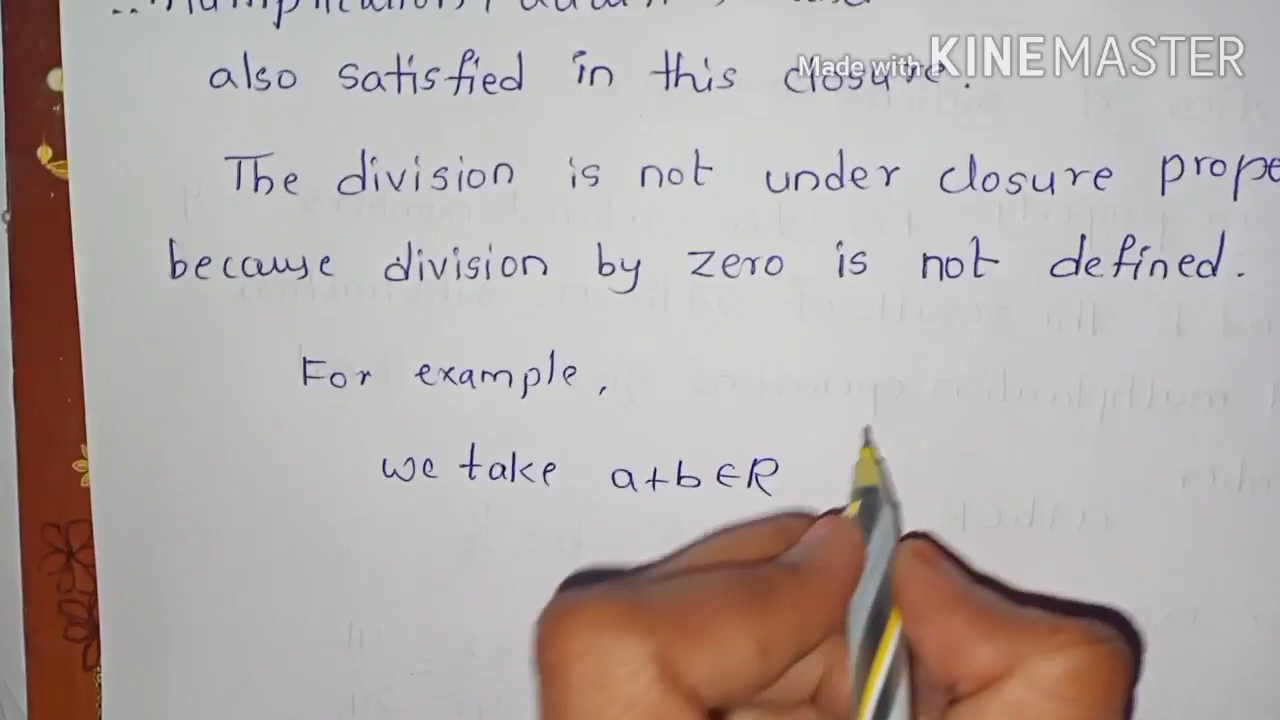 also satisfied in this closure.
Made with KINEMASTER
The division is not under closure prope
because division by zero is not defined.
For example,
we take a+b∈R